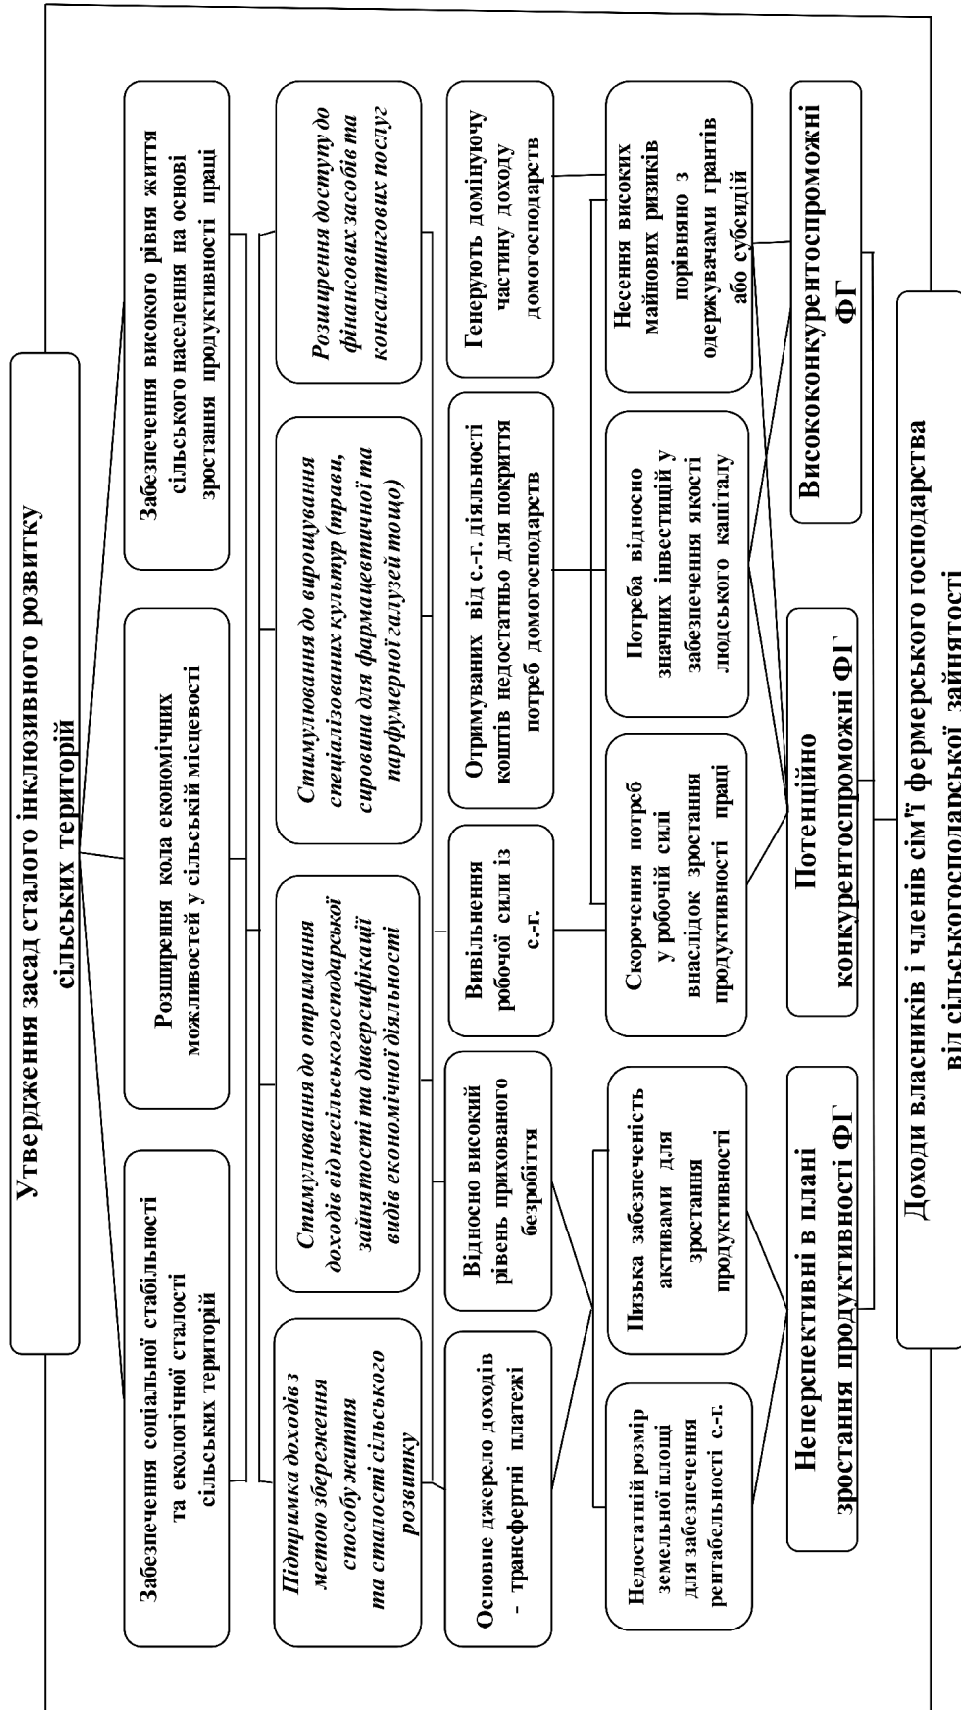 Утвердження засад сталого інклюзивного розвитку
сільських територій
Забезпечення соціальної стабільності
та екологічної сталості
сільських територій
Розширення кола економічних
можливостей у сільській місцевості
Забезпечення високого рівня життя
сільського населення на основі
зростання продуктивності праці
Підтримка доходів з
метою збереження
способу життя
та сталості сільського
розвитку
Стимулювання до отримання
доходів від несільськогосподарської
зайнятості та диверсифікації
видів економічної діяльності
Стимулювання до вирощування
спеціалізованих культур (трави,
сировина для фармацевтичної та
парфумерної галузей тощо)
Розширення доступу до
фінансових засобів та
консалтингових послуг
Основне джерело доходів
- трансфертні платежі
Відносно високий
рівень прихованого
безробіття
Вивільнення
робочої сили із
с.-г.
Отримуваних від с.-г. діяльності
коштів недостатньо для покриття
потреб домогосподарств
Генерують домінуючу
частину доходу
домогосподарств
Недостатній розмір
земельної площі
для забезпечення
рентабельності с.-г.
Низька забезпеченість
активами для
зростання
продуктивності
Скорочення потреб
у робочій силі
внаслідок зростання
продуктивності праці
Потреба відносно
значних інвестицій у
забезпечення якості
людського капіталу
Несення високих
майнових ризиків
порівняно з
одержувачами грантів
або субсидій
Неперспективні в плані
зростання продуктивності ФГ
Потенційно
конкурентоспроможні ФГ
Висококонкурентоспроможні
ФГ
Доходи власників і членів сім'ї фермерського господарства
від сільськогосподарської зайнятості